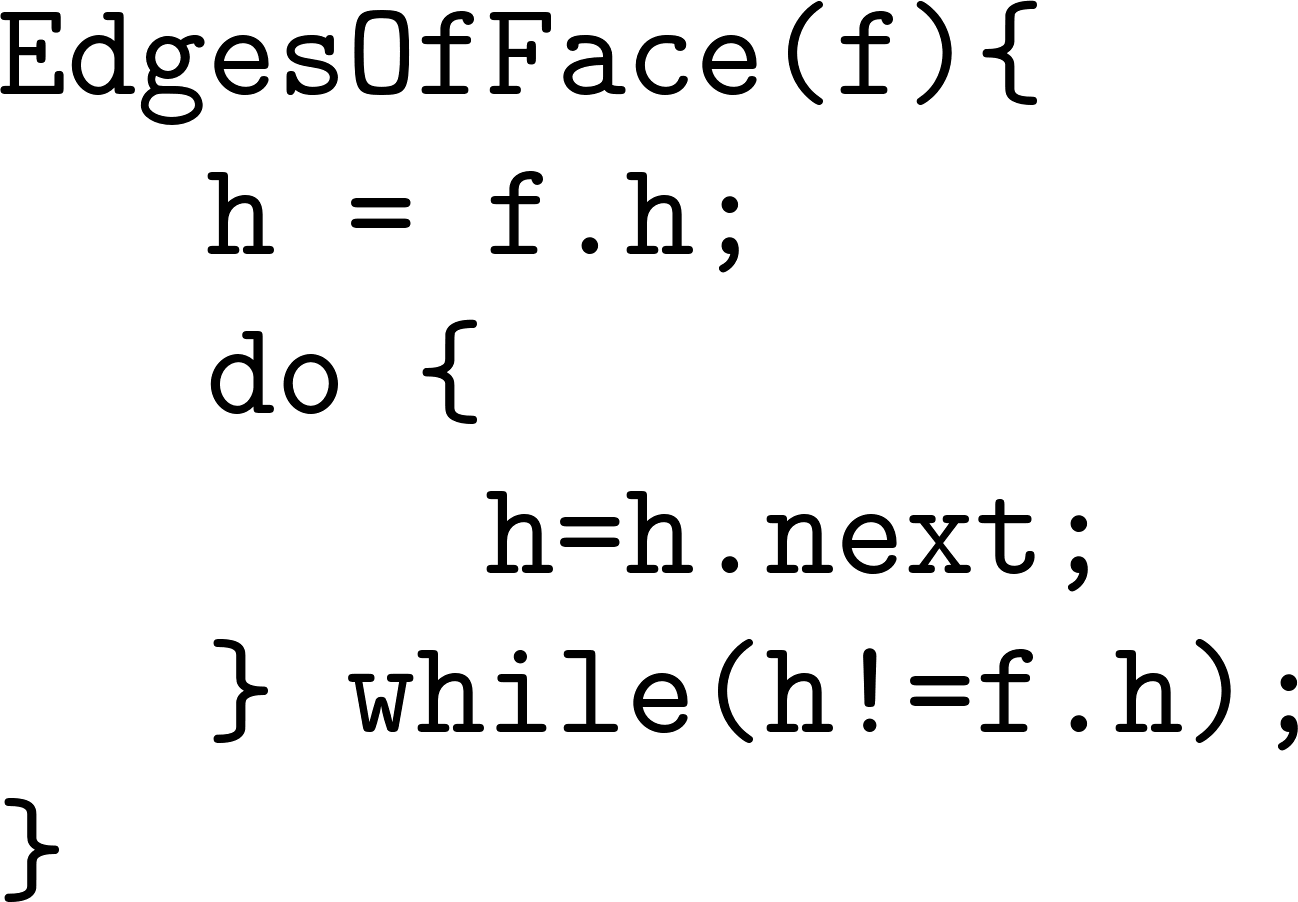 EdgesOfFace(f){
   h = f.h;
   do {
       h=h.next;
   } while(h!=f.h);
}